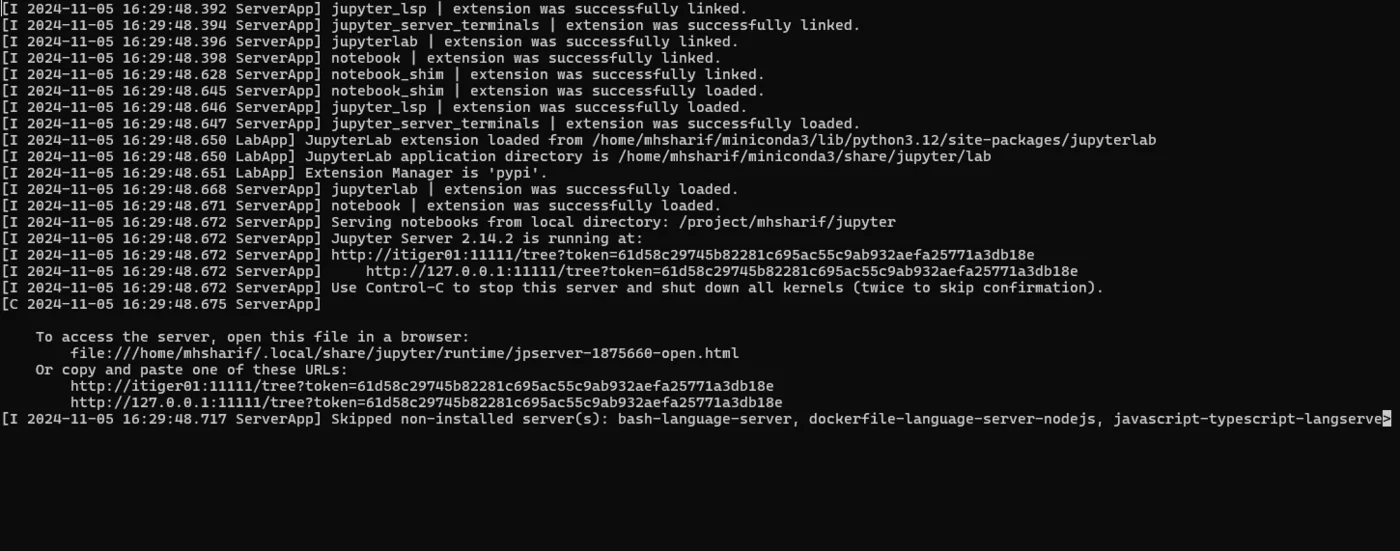 [I 2024-11-05 16:29:48.392 ServerApp] jupyter_lsp | extension was successfully linked.
[I 2024-11-05 16:29:48.394 ServerApp] jupyter_server_terminals | extension was successfully linked.
[I 2024-11-05 16:29:48.396 ServerApp] jupyterlab | extension was successfully linked.
[I 2024-11-05 16:29:48.398 ServerApp] notebook | extension was successfully linked.
[I 2024-11-05 16:29:48.628 ServerApp] notebook_shim | extension was successfully linked.
[I 2024-11-05 16:29:48.645 ServerApp] notebook_shim | extension was successfully loaded.
[I 2024-11-05 16:29:48.646 ServerApp] jupyter_lsp | extension was successfully loaded.
[I 2024-11-05 16:29:48.647 ServerApp] jupyter_server_terminals | extension was successfully loaded.
[I 2024-11-05 16:29:48.650 LabApp] JupyterLab extension loaded from /home/mhsharif/miniconda3/lib/python3.12/site-packages/jupyterlab
[I 2024-11-05 16:29:48.650 LabApp] JupyterLab application directory is /home/mhsharif/miniconda3/share/jupyter/lab
[I 2024-11-05 16:29:48.651 LabApp] Extension Manager is 'pypi'.
[I 2024-11-05 16:29:48.668 ServerApp] jupyterlab | extension was successfully loaded.
[I 2024-11-05 16:29:48.671 ServerApp] notebook | extension was successfully loaded.
[I 2024-11-05 16:29:48.672 ServerApp] Serving notebooks from local directory: /project/mhsharif/jupyter
[I 2024-11-05 16:29:48.672 ServerApp] Jupyter Server 2.14.2 is running at:
[I 2024-11-05 16:29:48.672 ServerApp] http://itiger01:11111/tree?token=61d58c29745b82281c695ac55c9ab932aefa25771a3db18e
[I 2024-11-05 16:29:48.672 ServerApp]     http://127.0.0.1:11111/tree?token=61d58c29745b82281c695ac55c9ab932aefa25771a3db18e
[I 2024-11-05 16:29:48.672 ServerApp] Use Control-C to stop this server and shut down all kernels (twice to skip confirmation).
[C 2024-11-05 16:29:48.675 ServerApp]
To access the server, open this file in a browser:
file:///home/mhsharif/.local/share/jupyter/runtime/jpserver-1875660-open.html
Or copy and paste one of these URLs:
http://itiger01:11111/tree?token=61d58c29745b82281c695ac55c9ab932aefa25771a3db18e
http://127.0.0.1:11111/tree?token=61d58c29745b82281c695ac55c9ab932aefa25771a3db18e
[I 2024-11-05 16:29:48.717 ServerApp] Skipped non-installed server(s): bash-language-server, dockerfile-language-server-nodejs, javascript-typescript-langserve>